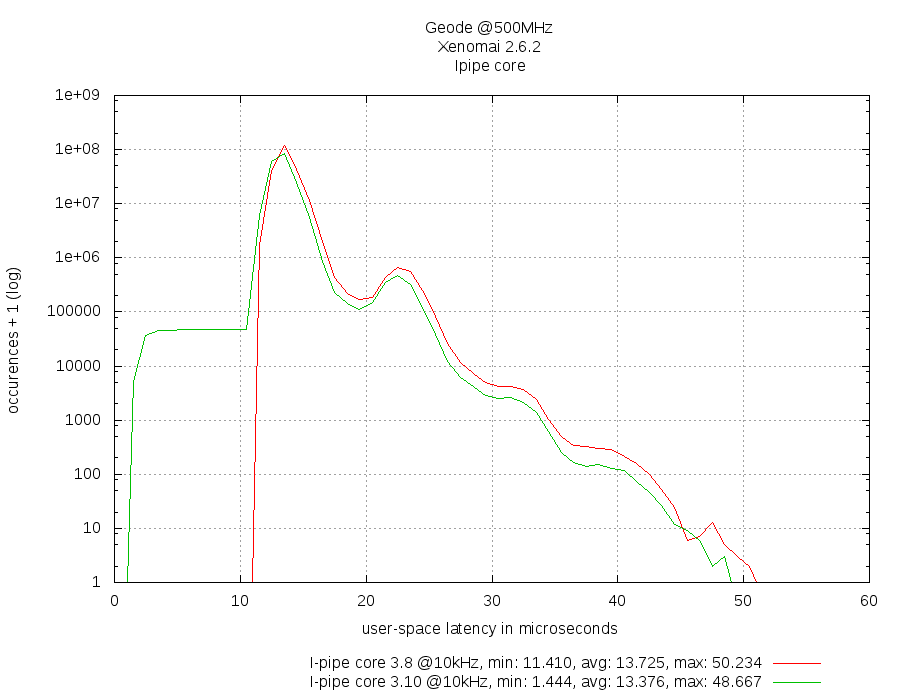 Geode @500MHz
Xenomai 2.6.2
Ipipe core
1e+09
1e+08
1e+07
1e+06
100000
10000
1000
100
10
1
occurences + 1 (log)
0 10 20 30 40 50 60
user-space latency in microseconds
I-pipe core 3.8 @10kHz, min: 11.410, avg: 13.725, max: 50.234
I-pipe core 3.10 @10kHz, min: 1.444, avg: 13.376, max: 48.667